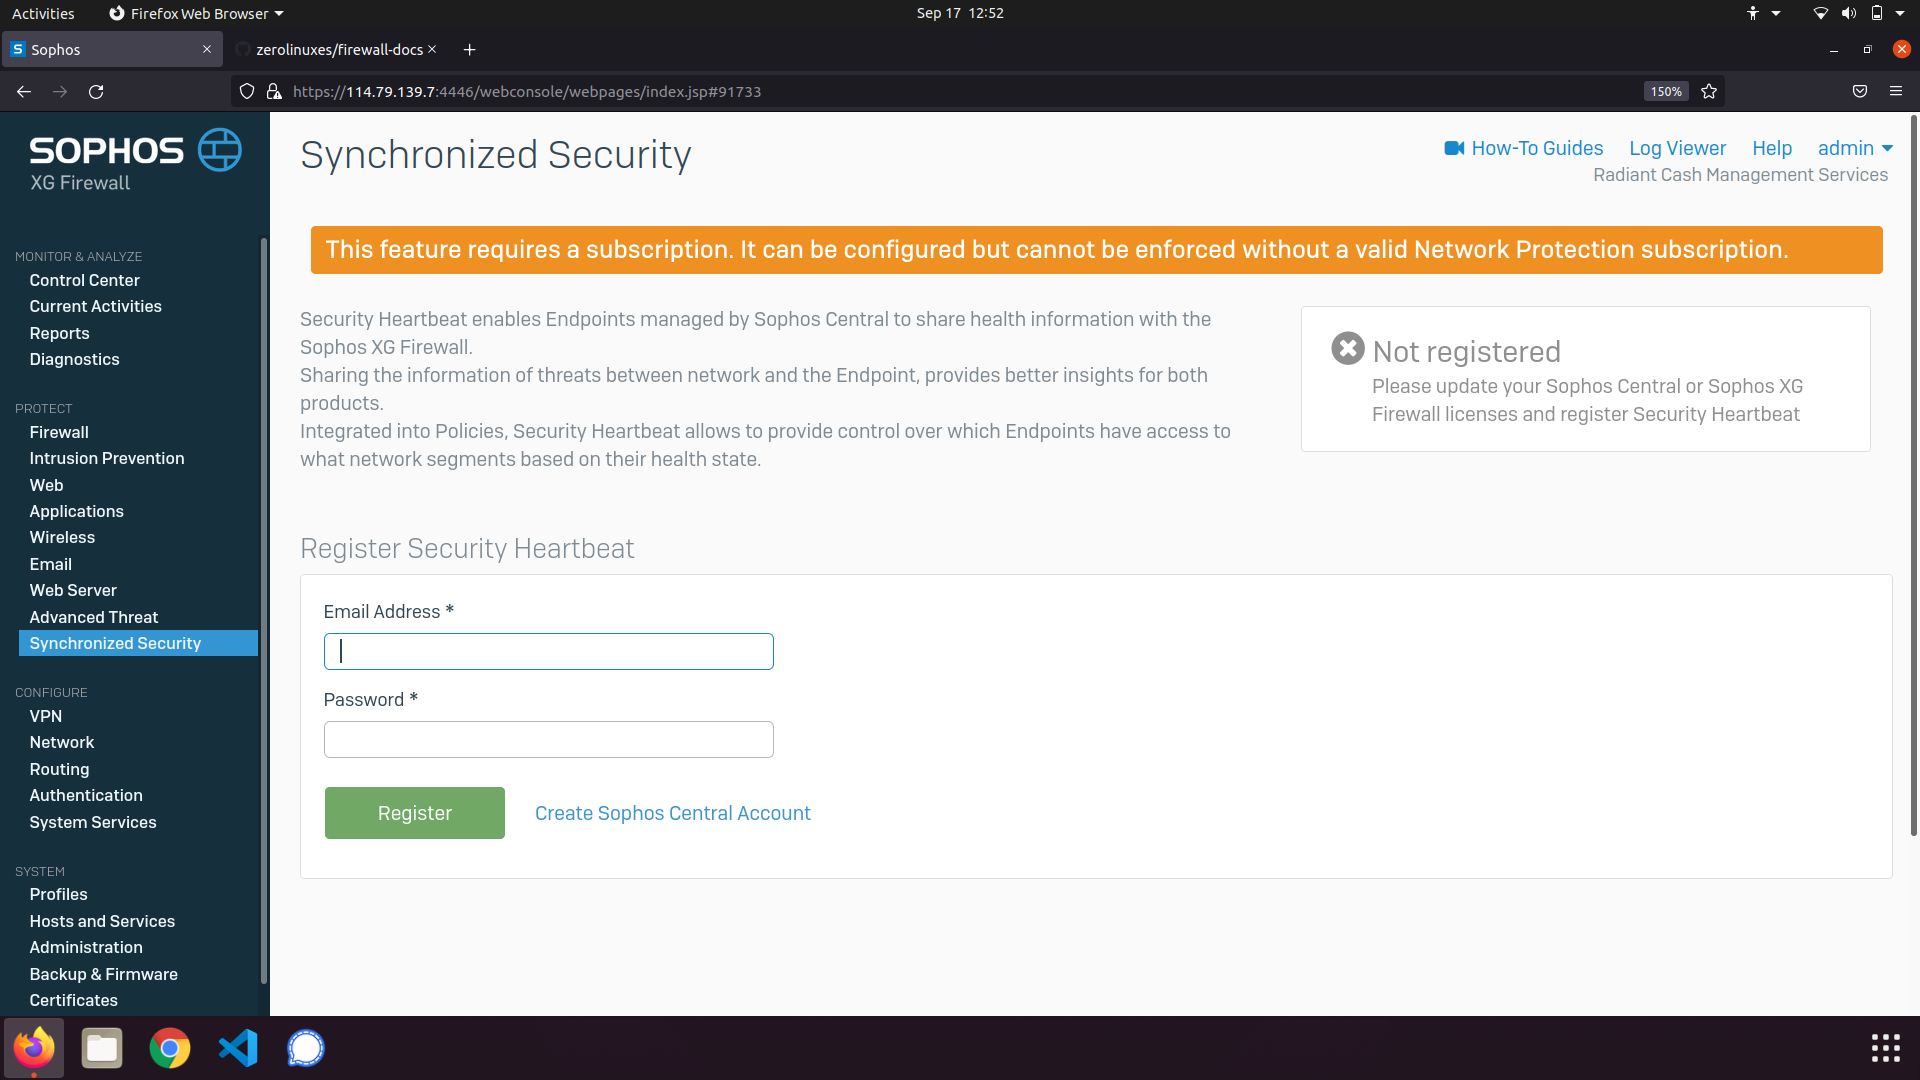 Activities
Firefox Web Browser
Sep 17 12:52
Sophos
zerolinuxes/firewall-docs
https://114.79.139.7:4446/webconsole/webpages/index.jsp#91733
150%
SOPHOS
XG Firewall
MONITOR & ANALYZE
Control Center
Current Activities
Reports
Diagnostics
PROTECT
Firewall
Intrusion Prevention
Web
Applications
Wireless
Email
Web Server
Advanced Threat
Synchronized Security
CONFIGURE
VPN
Network
Routing
Authentication
System Services
SYSTEM
Profiles
Hosts and Services
Administration
Backup & Firmware
Certificates
Synchronized Security
How-To Guides
Log Viewer
Help
admin
Radiant Cash Management Services
This feature requires a subscription. It can be configured but cannot be enforced without a valid Network Protection subscription.
Security Heartbeat enables Endpoints managed by Sophos Central to share health information with the
Sophos XG Firewall.
Sharing the information of threats between network and the Endpoint, provides better insights for both
products.
Integrated into Policies, Security Heartbeat allows to provide control over which Endpoints have access to
what network segments based on their health state.
Not registered
Please update your Sophos Central or Sophos XG
Firewall licenses and register Security Heartbeat
Register Security Heartbeat
Email Address *
Password *
Register
Create Sophos Central Account